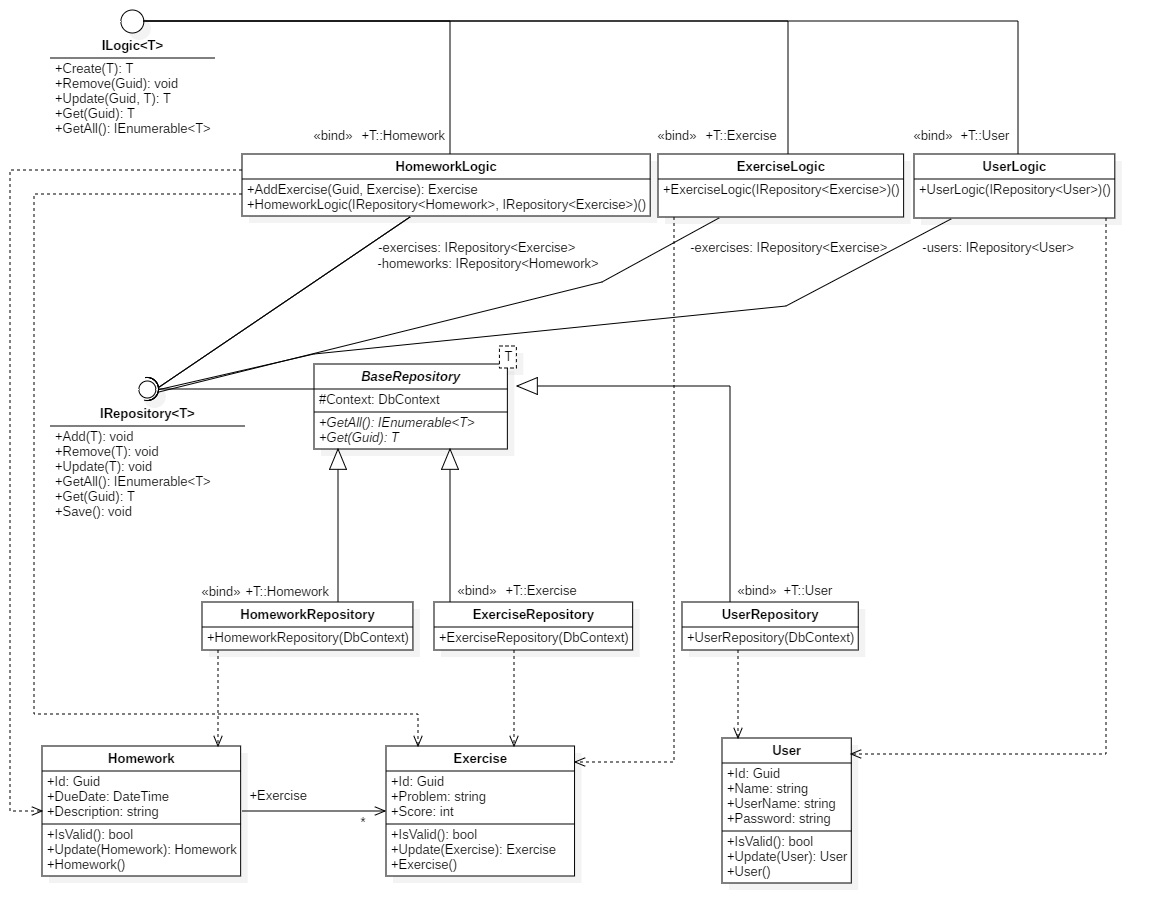 ILogic<T>
+Create(T): T
+Remove(Guid): void
+Update(Guid, T): T
+Get(Guid): T
+GetAll(): IEnumerable<T>
«bind» +T::Homework
«bind» +T::Exercise
«bind» +T::User
HomeworkLogic
+AddExercise(Guid, Exercise): Exercise
+HomeworkLogic(IRepository<Homework>, IRepository<Exercise>)()
ExerciseLogic
+ExerciseLogic(IRepository<Exercise>)()
UserLogic
+UserLogic(IRepository<User>)()
-exercises: IRepository<Exercise>
-homeworks: IRepository<Homework>
-exercises: IRepository<Exercise>
-users: IRepository<User>
IRepository<T>
+Add(T): void
+Remove(T): void
+Update(T): void
+GetAll(): IEnumerable<T>
+Get(Guid): T
+Save(): void
T
BaseRepository
#Context: DbContext
+GetAll(): IEnumerable<T>
+Get(Guid): T
«bind» +T::Homework
«bind» +T::Exercise
«bind» +T::User
HomeworkRepository
+HomeworkRepository(DbContext)
ExerciseRepository
+ExerciseRepository(DbContext)
UserRepository
+UserRepository(DbContext)
Homework
+Id: Guid
+DueDate: DateTime
+Description: string
+IsValid(): bool
+Update(Homework): Homework
+Homework()
+Exercise
*
Exercise
+Id: Guid
+Problem: string
+Score: int
+IsValid(): bool
+Update(Exercise): Exercise
+Exercise()
User
+Id: Guid
+Name: string
+UserName: string
+Password: string
+IsValid(): bool
+Update(User): User
+User()